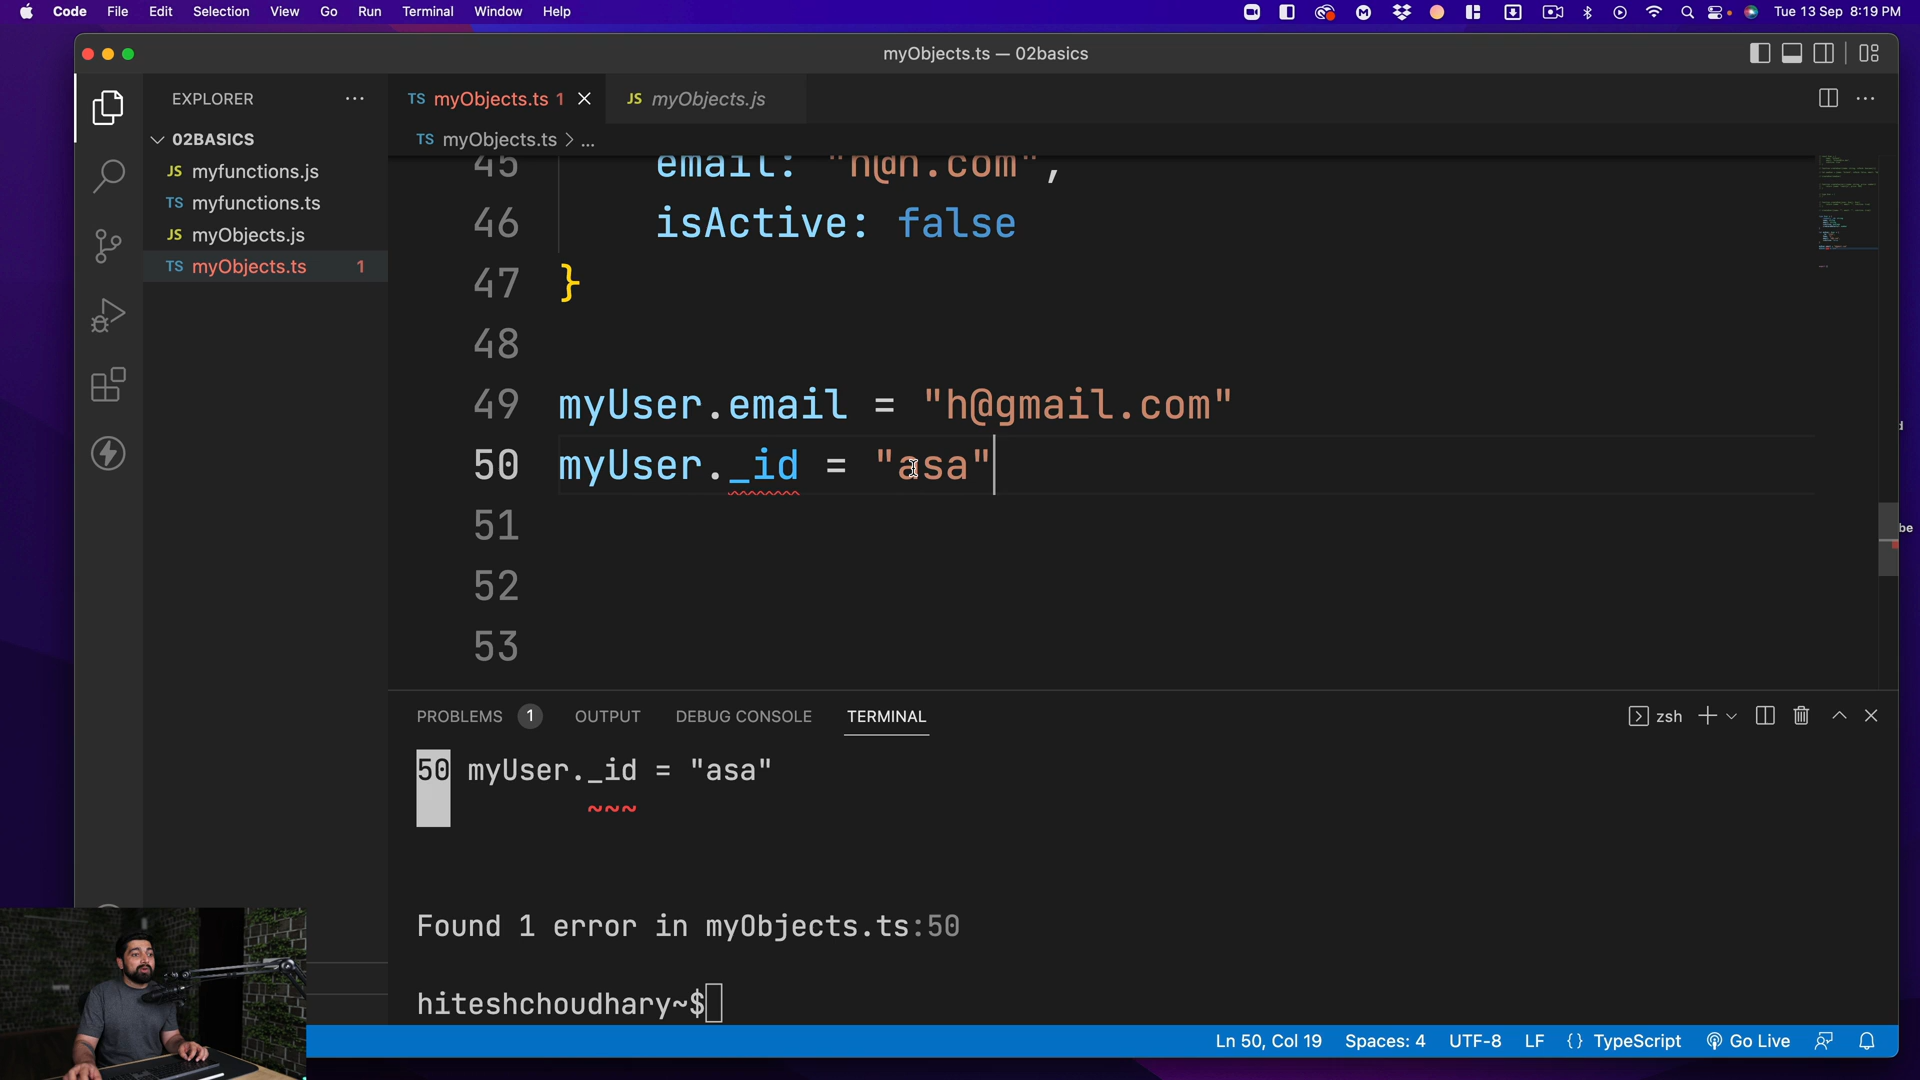 Code File Edit Selection View Go Run Terminal Window Help Tue 13 Sep 8:19 PM
myObjects.ts — 02basics
EXPLORER
TS myObjects.ts 1
JS myObjects.js
02BASICS
TS myObjects.ts > ...
JS myfunctions.js
TS myfunctions.ts
JS myObjects.js
TS myObjects.ts 1
45 email: "h@h.com",
46 isActive: false
47 }
48
49 myUser.email = "h@gmail.com"
50 myUser._id = "asa"
51
52
53
be
PROBLEMS 1 OUTPUT DEBUG CONSOLE TERMINAL zsh
50 myUser._id = "asa"
~~~
Found 1 error in myObjects.ts:50
hiteshchoudhary~$
Ln 50, Col 19 Spaces: 4 UTF-8 LF {} TypeScript Go Live